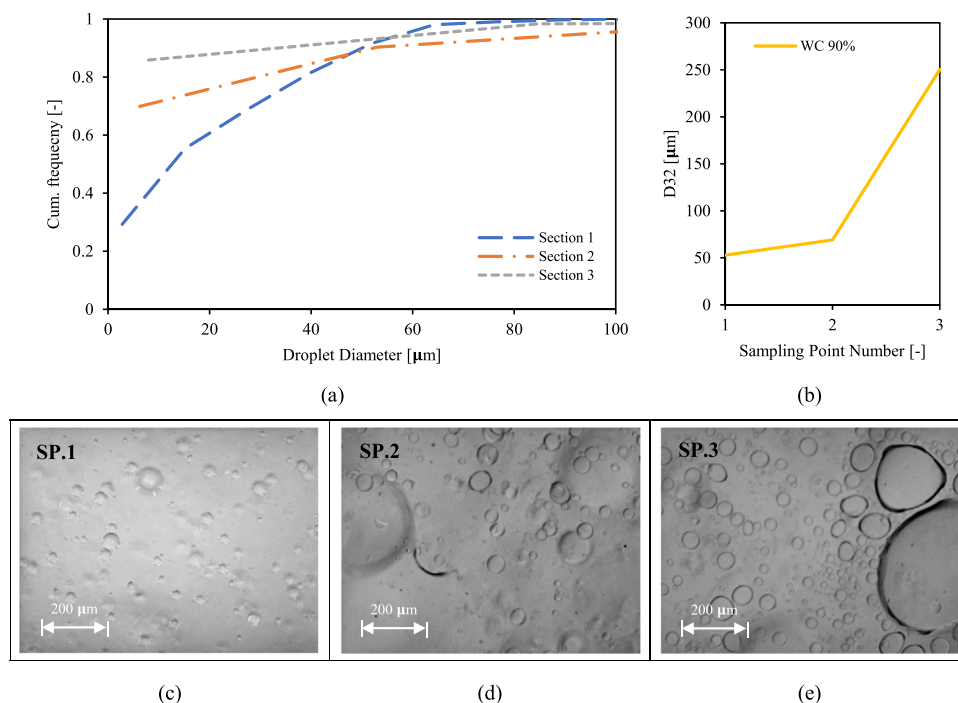 1
0.8
0.6
0.4
0.2
0
Cum. ftequecny [-]
0
20
40
60
80
100
Droplet Diameter [μm]
Section 1
Section 2
Section 3
(a)
300
250
200
150
100
50
0
D32 [μm]
WC 90%
1
2
3
Sampling Point Number [-]
(b)
SP.1
200 μm
SP.2
200 μm
SP.3
200 μm
(c)
(d)
(e)